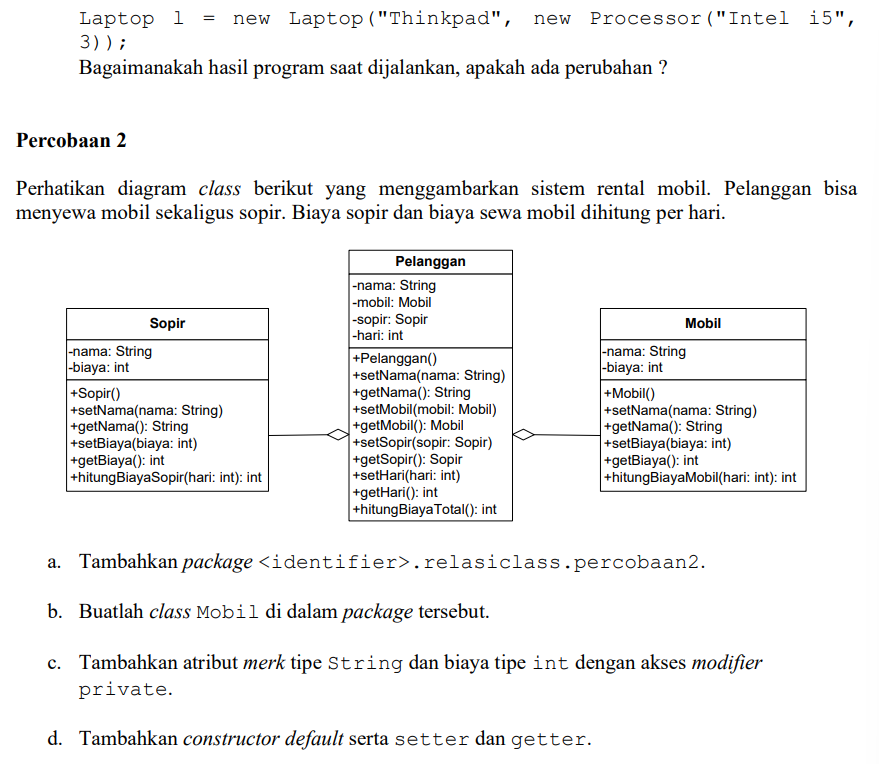 Laptop l = new Laptop("Thinkpad", new Processor("Intel i5",
3));
Bagaimanakah hasil program saat dijalankan, apakah ada perubahan ?
Percobaan 2
Perhatikan diagram class berikut yang menggambarkan sistem rental mobil. Pelanggan bisa
menyewa mobil sekaligus sopir. Biaya sopir dan biaya sewa mobil dihitung per hari.
Sopir
-nama: String
-biaya: int
+Sopir()
+setNama(nama: String)
+getNama(): String
+setBiaya(biaya: int)
+getBiaya(): int
+hitungBiayaSopir(hari: int): int
Pelanggan
-nama: String
-mobil: Mobil
-sopir: Sopir
-hari: int
+Pelanggan()
+setNama(nama: String)
+getNama(): String
+setMobil(mobil: Mobil)
+getMobil(): Mobil
+setSopir(sopir: Sopir)
+getSopir(): Sopir
+setHari(hari: int)
+getHari(): int
+hitungBiayaTotal(): int
Mobil
-nama: String
-biaya: int
+Mobil()
+setNama(nama: String)
+getNama(): String
+setBiaya(biaya: int)
+getBiaya(): int
+hitungBiayaMobil(hari: int): int
a. Tambahkan package <identifier>.relasiclass.percobaan2.
b. Buatlah class Mobil di dalam package tersebut.
c. Tambahkan atribut merk tipe String dan biaya tipe int dengan akses modifier
private.
d. Tambahkan constructor default serta setter dan getter.